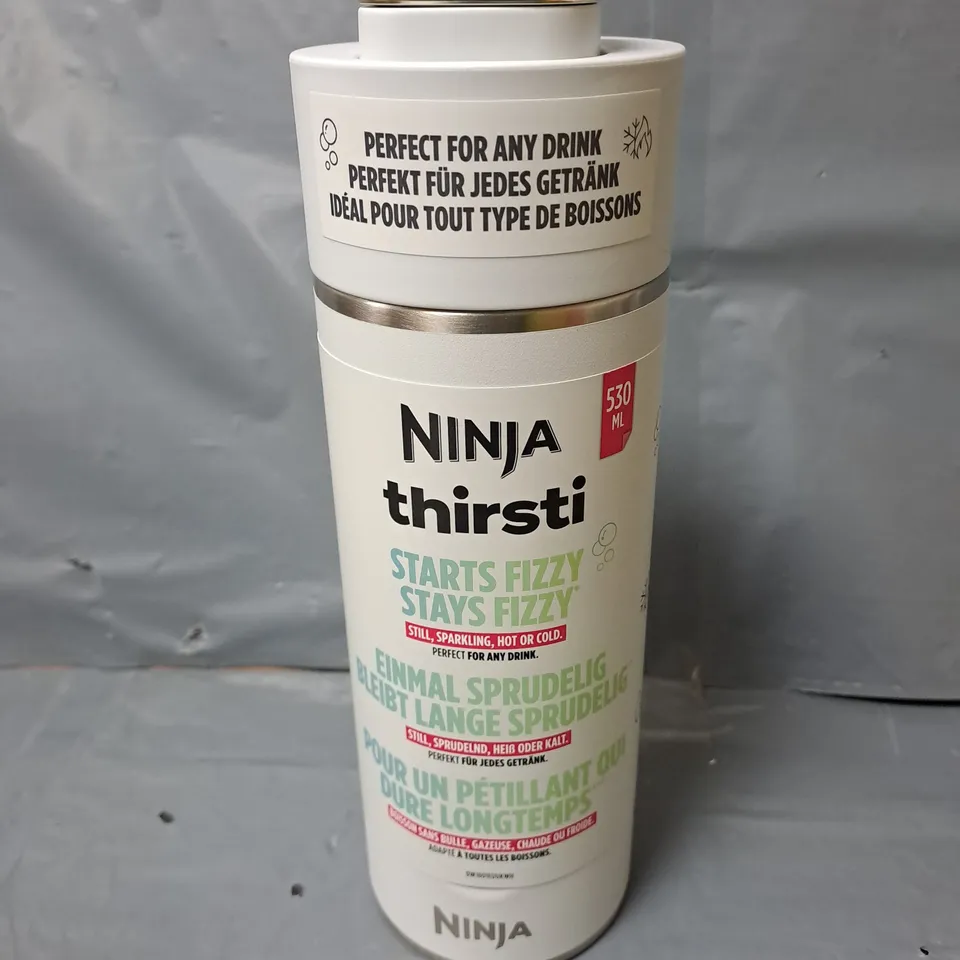 PERFECT FOR ANY DRINK
PERFEKT FÜR JEDES GETRÄNK
IDÉAL POUR TOUT TYPE DE BOISSONS
530
ML
NINJA
thirsti
STARTS FIZZY
STAYS FIZZY*
STILL, SPARKLING, HOT OR COLD.
PERFECT FOR ANY DRINK.
EINMAL SPRUDELIG
BLEIBT LANGE SPRUDELIG
STILL, SPRUDELND, HEIß ODER KALT.
PERFEKT FÜR JEDES GETRÄNK.
POUR UN PÉTILLANT QUI
DURE LONGTEMPS
BOISSON SANS BULLE, GAZEUSE, CHAUDE OU FROIDE.
ADAPTÉ À TOUTES LES BOISSONS.
NINJA